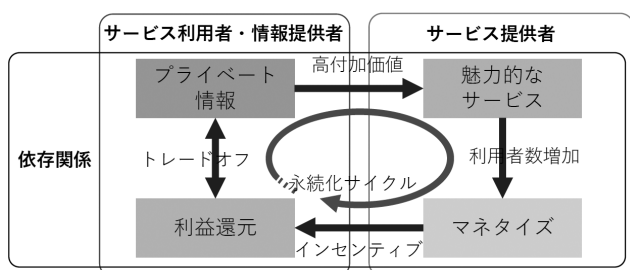 サービス利用者・情報提供者
サービス提供者
高付加価値
プライベート
情報
魅力的な
サービス
依存関係
トレードオフ
利用者数増加
永続化サイクル
利益還元
マネタイズ
インセンティブ